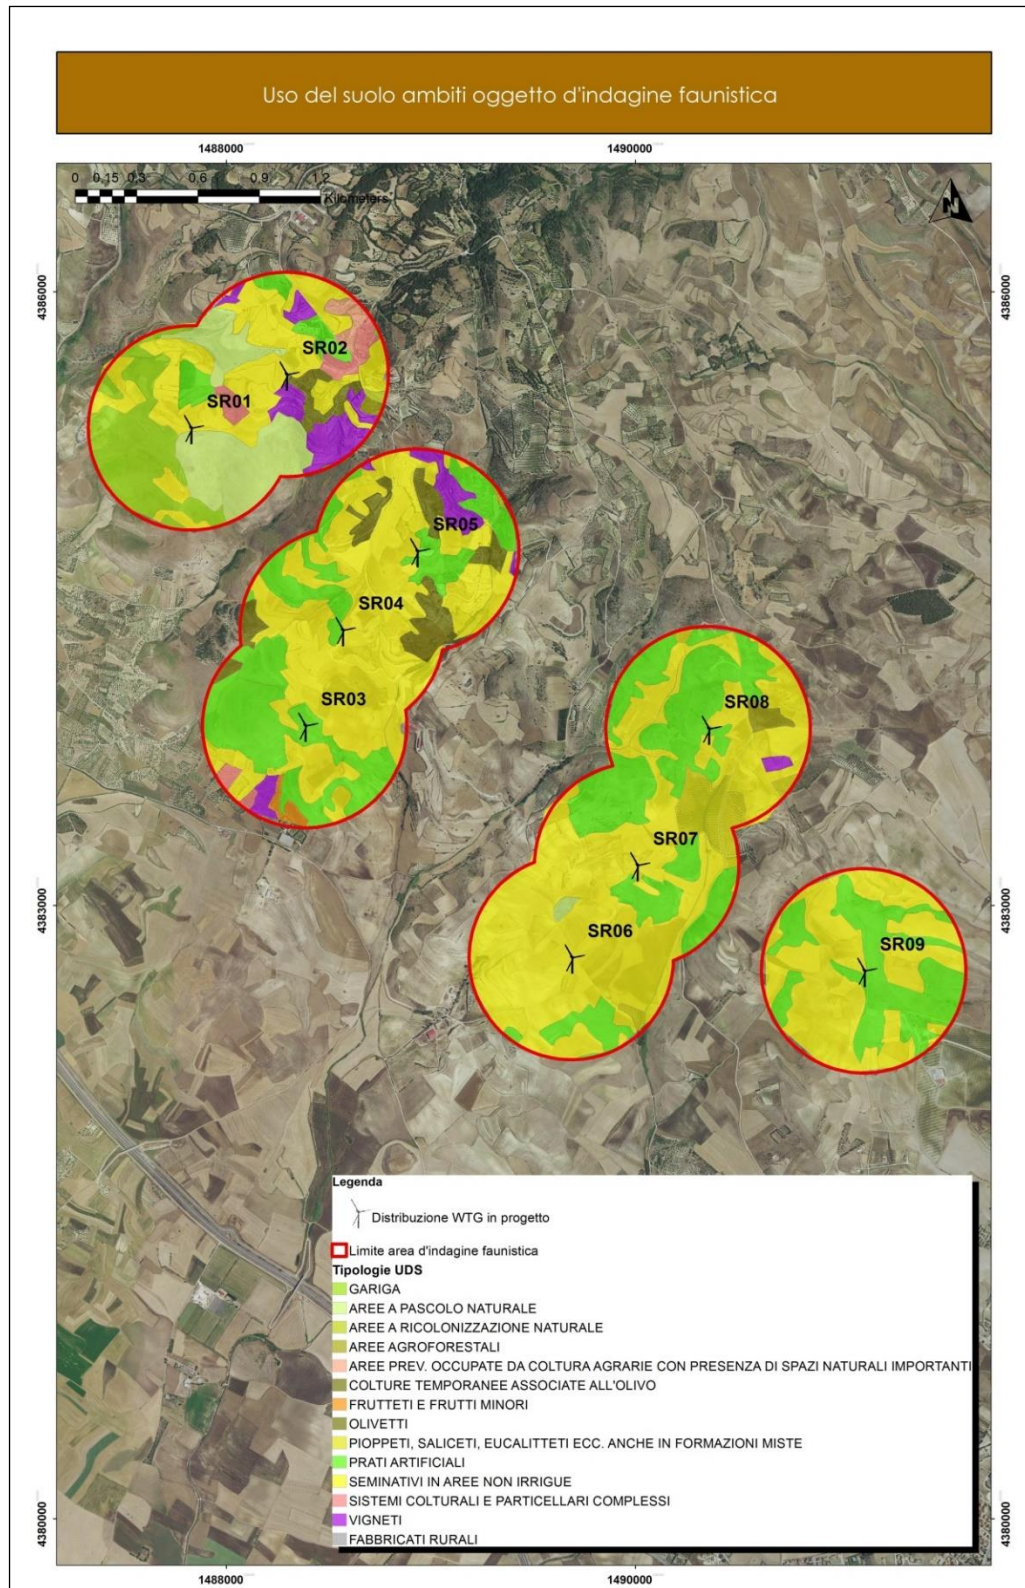 Uso del suolo ambiti oggetto d'indagine faunistica
1488000
1490000
0 0.15 0.3 0.6 0.9 1.2
Kilometers
N
4386000
4386000
SR02
SR01
SR05
SR04
SR03
SR08
SR07
SR06
SR09
4383000
4383000
Legenda
Distribuzione WTG in progetto
Limite area d'indagine faunistica
Tipologie UDS
GARIGA
AREE A PASCOLO NATURALE
AREE A RICOLONIZZAZIONE NATURALE
AREE AGROFORESTALI
AREE PREV. OCCUPATE DA COLTURA AGRARIE CON PRESENZA DI SPAZI NATURALI IMPORTANTI
COLTURE TEMPORANEE ASSOCIATE ALL'OLIVO
FRUTTETI E FRUTTI MINORI
OLIVETTI
PIOPPETI, SALICETI, EUCALITTETI ECC. ANCHE IN FORMAZIONI MISTE
PRATI ARTIFICIALI
SEMINATIVI IN AREE NON IRRIGUE
SISTEMI COLTURALI E PARTICELLARI COMPLESSI
VIGNETI
FABBRICATI RURALI
4380000
4380000
1488000
1490000